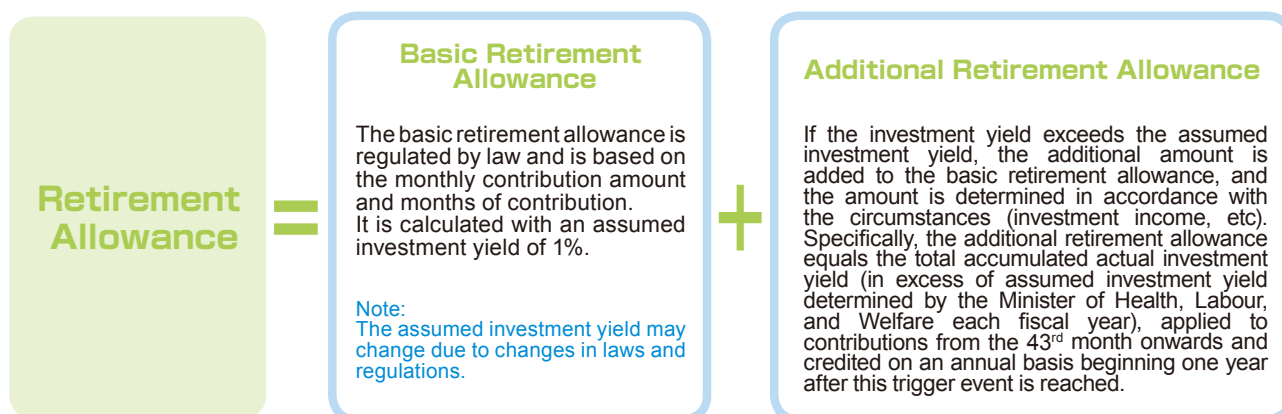 Retirement
Allowance
=
Basic Retirement
Allowance
The basic retirement allowance is
regulated by law and is based on
the monthly contribution amount
and months of contribution.
It is calculated with an assumed
investment yield of 1%.
Note:
The assumed investment yield may
change due to changes in laws and
regulations.
+
Additional Retirement Allowance
If the investment yield exceeds the assumed
investment yield, the additional amount is
added to the basic retirement allowance, and
the amount is determined in accordance with
the circumstances (investment income, etc).
Specifically, the additional retirement allowance
equals the total accumulated actual investment
yield (in excess of assumed investment yield
determined by the Minister of Health, Labour,
and Welfare each fiscal year), applied to
contributions from the 43rd month onwards and
credited on an annual basis beginning one year
after this trigger event is reached.